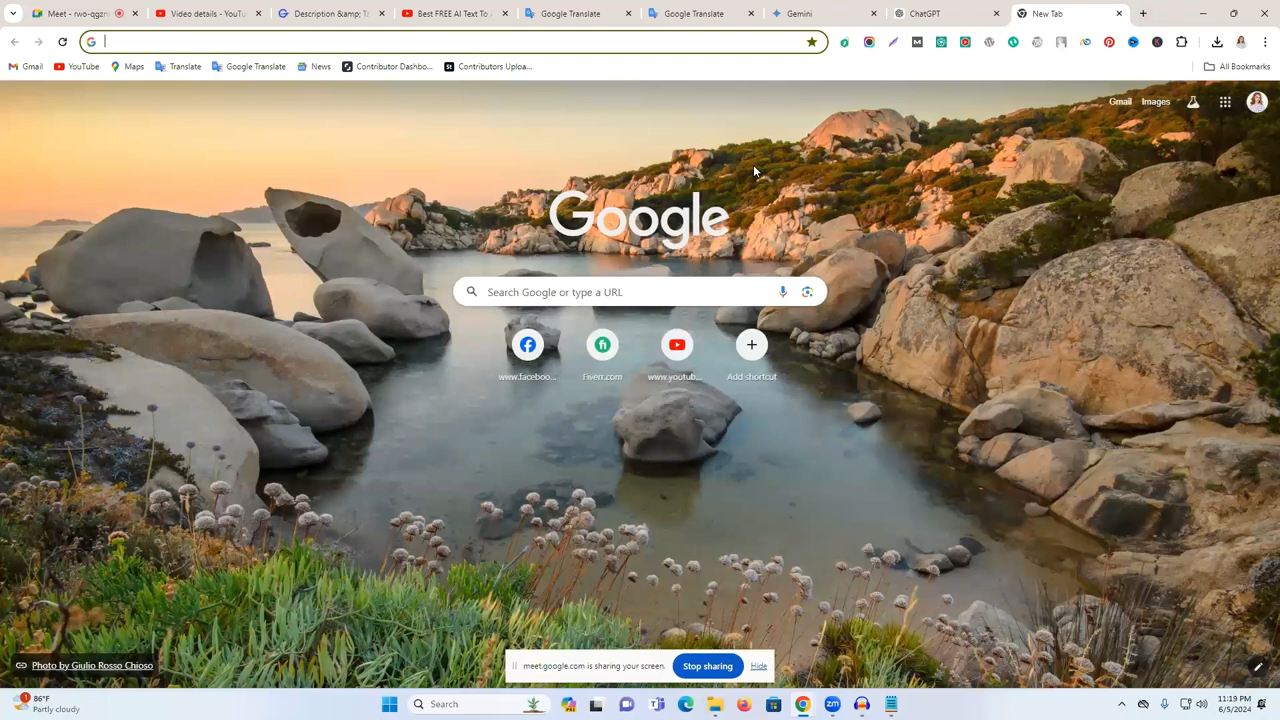 Meet - rwo-qgzn
Video details - YouTu
Description &amp; Ta
Best FREE AI Text To
Google Translate
Google Translate
Gemini
ChatGPT
New Tab
Gmail
YouTube
Maps
Translate
Google Translate
News
Contributor Dashbo...
Contributors Uploa...
All Bookmarks
Gmail
Images
Google
Search Google or type a URL
www.faceboo...
Fiverr.com
www.youtub...
Add shortcut
Photo by Giulio Rosso Chioso
meet.google.com is sharing your screen.
Stop sharing
Hide
1
86°F
Partly cloudy
Search
11:19 PM
6/5/2024